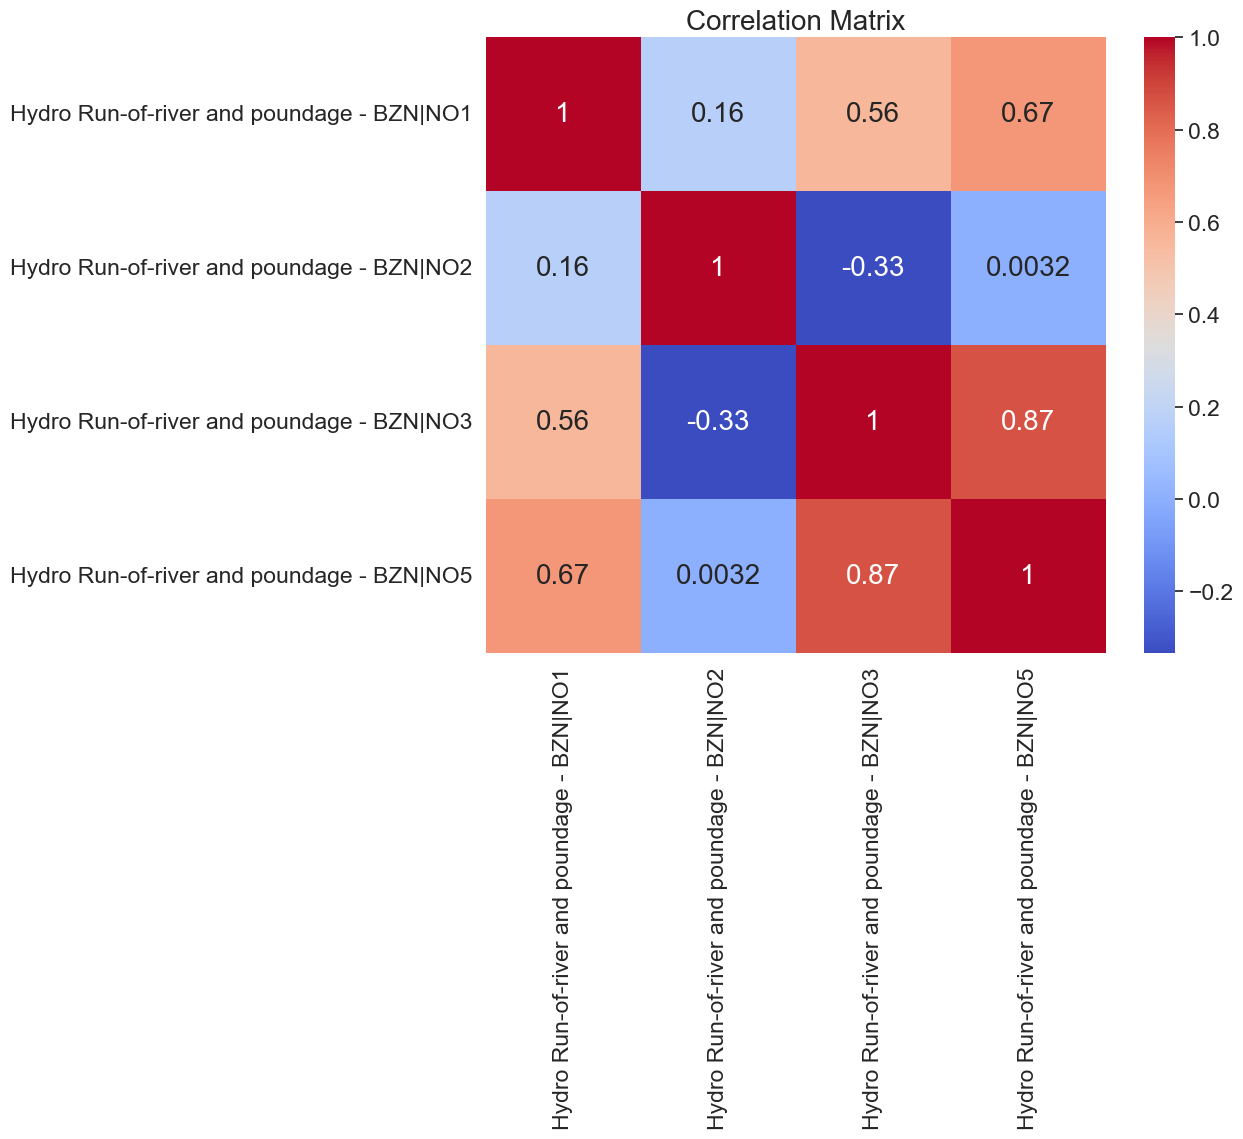 Correlation Matrix
Hydro Run-of-river and poundage - BZN|NO1
1
0.16
0.56
0.67
Hydro Run-of-river and poundage - BZN|NO2
0.16
1
-0.33
0.0032
Hydro Run-of-river and poundage - BZN|NO3
0.56
-0.33
1
0.87
Hydro Run-of-river and poundage - BZN|NO5
0.67
0.0032
0.87
1
Hydro Run-of-river and poundage - BZN|NO1
Hydro Run-of-river and poundage - BZN|NO2
Hydro Run-of-river and poundage - BZN|NO3
Hydro Run-of-river and poundage - BZN|NO5
1.0
0.8
0.6
0.4
0.2
0.0
−0.2